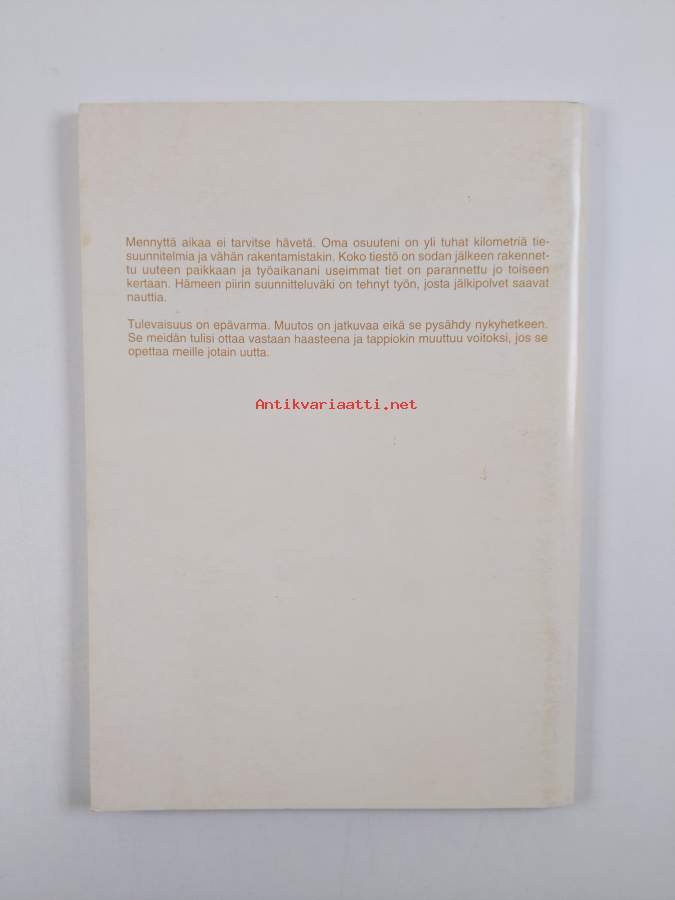 Mennyttä aikaa ei tarvitse hävetä. Oma osuuteni on yli tuhat kilometriä tie-
suunnitelmia ja vähän rakentamistakin. Koko tiestö on sodan jälkeen rakennet-
tu uuteen paikkaan ja työaikanani useimmat tiet on parannettu jo toiseen
kertaan. Hämeen piirin suunnitteluväki on tehnyt työn, josta jälkipolvet saavat
nauttia.
Tulevaisuus on epävarma. Muutos on jatkuvaa eikä se pysähdy nykyhetkeen.
Se meidän tulisi ottaa vastaan haasteena ja tappiokin muuttuu voitoksi, jos se
opettaa meille jotain uutta.
Antikvariaatti.net